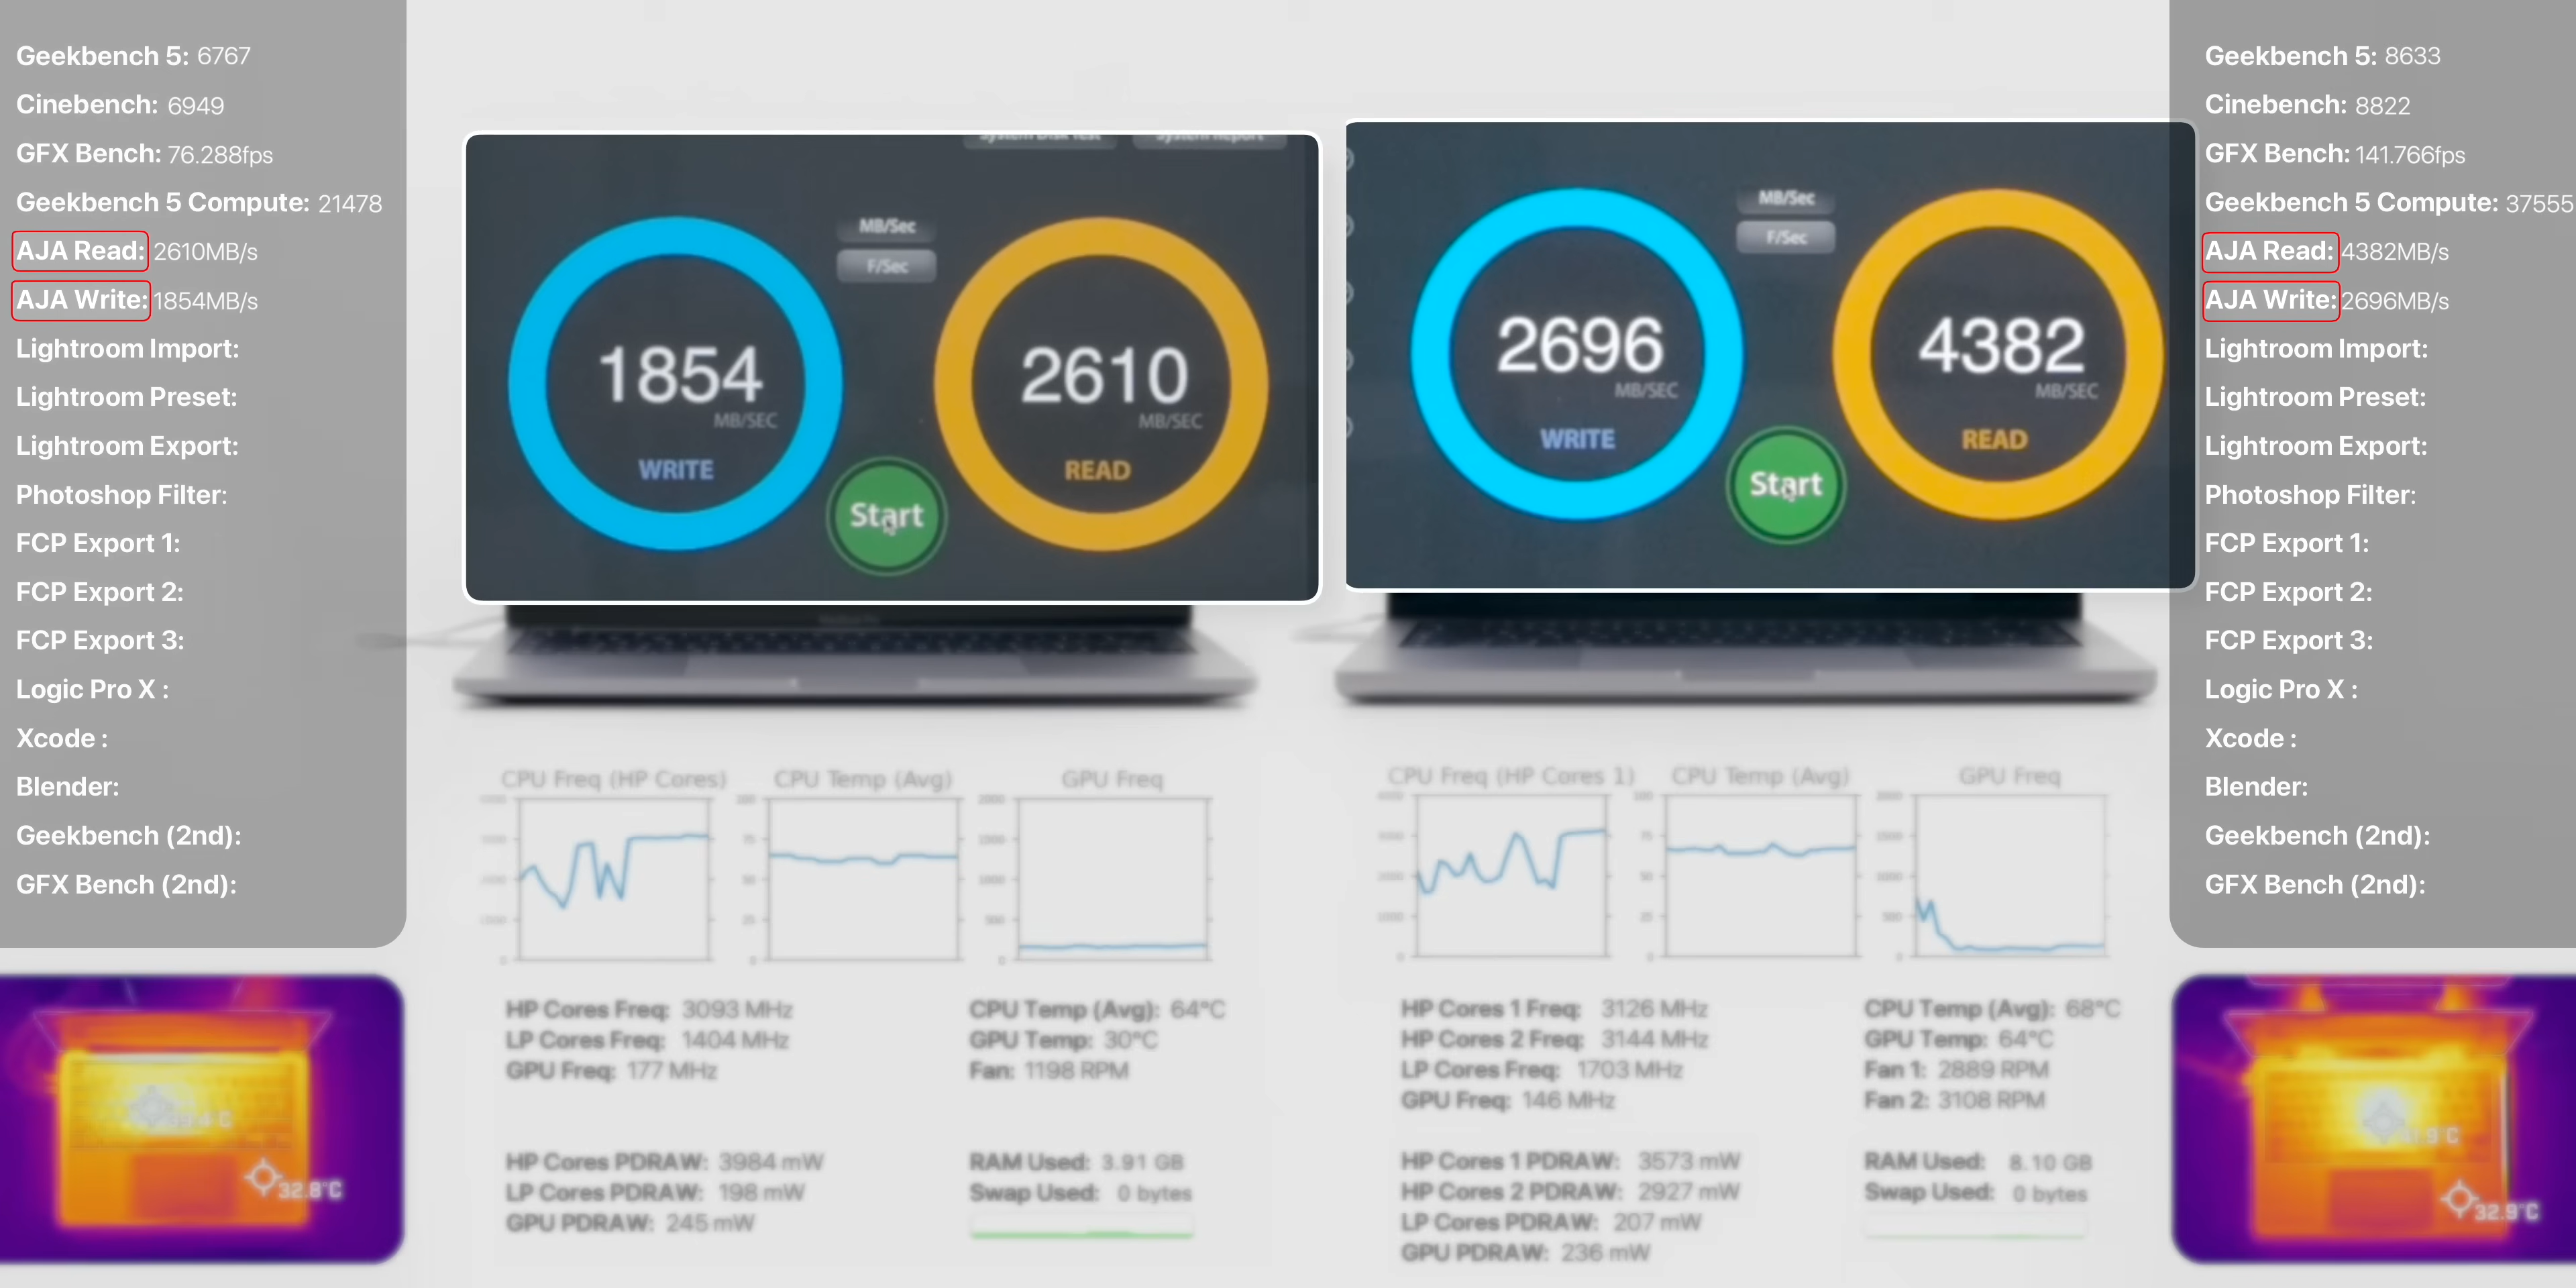 Geekbench 5: 6767
Cinebench: 6949
GFX Bench: 76.288fps
Geekbench 5 Compute: 21478
AJA Read: 2610MB/s
AJA Write: 1854MB/s
Lightroom Import:
Lightroom Preset:
Lightroom Export:
Photoshop Filter:
FCP Export 1:
FCP Export 2:
FCP Export 3:
Logic Pro X :
Xcode :
Blender:
Geekbench (2nd):
GFX Bench (2nd):
32.8°C
System Disk Test
System Report
MB/Sec
F/Sec
1854
MB/SEC
WRITE
2610
MB/SEC
READ
Start
CPU Freq (HP Cores)
CPU Temp (Avg)
GPU Freq
HP Cores Freq: 3093 MHz
LP Cores Freq: 1404 MHz
GPU Freq: 177 MHz
CPU Temp (Avg): 64°C
GPU Temp: 30°C
Fan: 1198 RPM
HP Cores PDRAW: 3984 mW
LP Cores PDRAW: 198 mW
GPU PDRAW: 245 mW
RAM Used: 3.91 GB
Swap Used: 0 bytes
MB/Sec
F/Sec
2696
MB/SEC
WRITE
4382
MB/SEC
READ
Start
CPU Freq (HP Cores 1)
CPU Temp (Avg)
GPU Freq
HP Cores 1 Freq: 3126 MHz
HP Cores 2 Freq: 3144 MHz
LP Cores Freq: 1703 MHz
GPU Freq: 146 MHz
CPU Temp (Avg): 68°C
GPU Temp: 64°C
Fan 1: 2889 RPM
Fan 2: 3108 RPM
HP Cores 1 PDRAW: 3573 mW
HP Cores 2 PDRAW: 2927 mW
LP Cores PDRAW: 207 mW
GPU PDRAW: 236 mW
RAM Used: 8.10 GB
Swap Used: 0 bytes
Geekbench 5: 8633
Cinebench: 8822
GFX Bench: 141.766fps
Geekbench 5 Compute: 37555
AJA Read: 4382MB/s
AJA Write: 2696MB/s
Lightroom Import:
Lightroom Preset:
Lightroom Export:
Photoshop Filter:
FCP Export 1:
FCP Export 2:
FCP Export 3:
Logic Pro X :
Xcode :
Blender:
Geekbench (2nd):
GFX Bench (2nd):
32.9°C